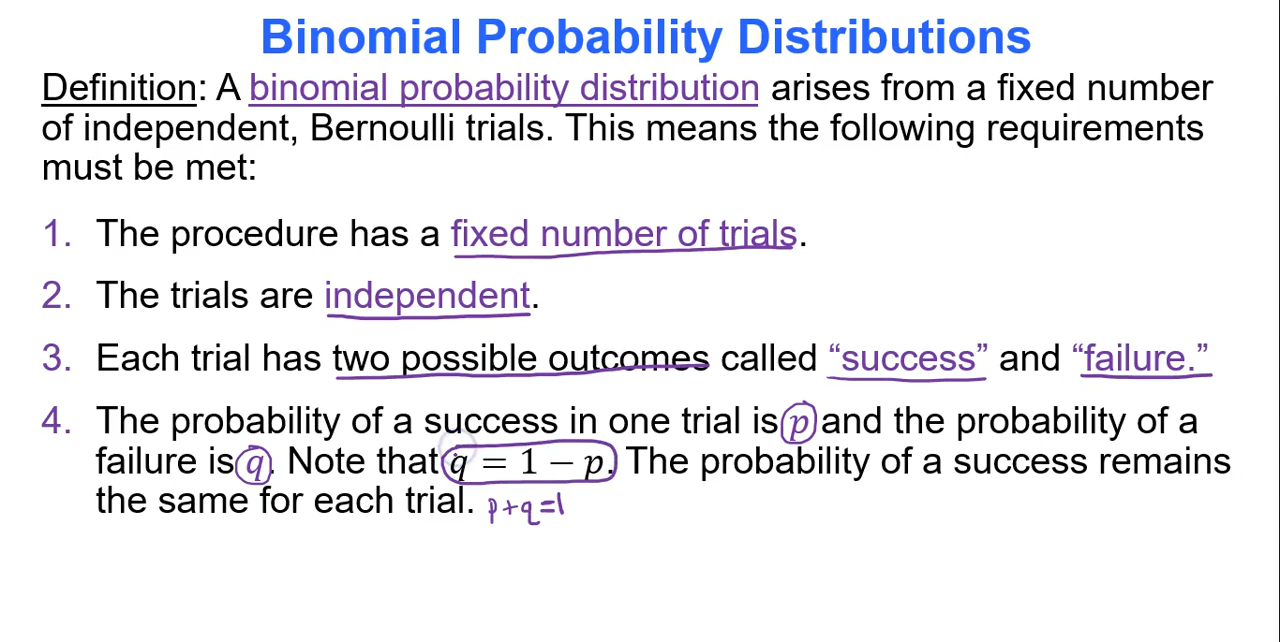 Binomial Probability Distributions
Definition: A binomial probability distribution arises from a fixed number
of independent, Bernoulli trials. This means the following requirements
must be met:
1. The procedure has a fixed number of trials.
2. The trials are independent.
3. Each trial has two possible outcomes called “success” and “failure.”
4. The probability of a success in one trial is p and the probability of a
failure is q. Note that q = 1 − p. The probability of a success remains
the same for each trial. p+q=1